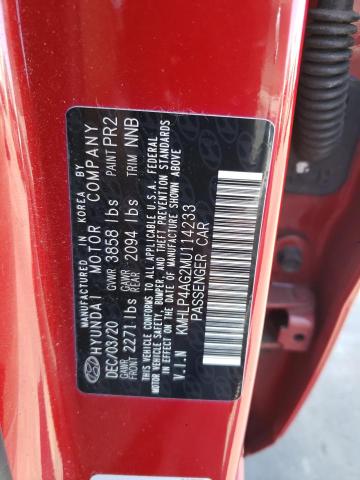 MANUFACTURED IN KOREA BY
HYUNDAI MOTOR COMPANY
DEC/03/20 GVWR 3858 lbs PAINT PR2
GAWR FRONT 2271 lbs GAWR REAR 2094 lbs TRIM NNB
THIS VEHICLE CONFORMS TO ALL APPLICABLE U.S.A. FEDERAL
MOTOR VEHICLE SAFETY, BUMPER, AND THEFT PREVENTION STANDARDS
IN EFFECT ON THE DATE OF MANUFACTURE SHOWN ABOVE
V.I.N KMHLP4AG2MU114233
PASSENGER CAR